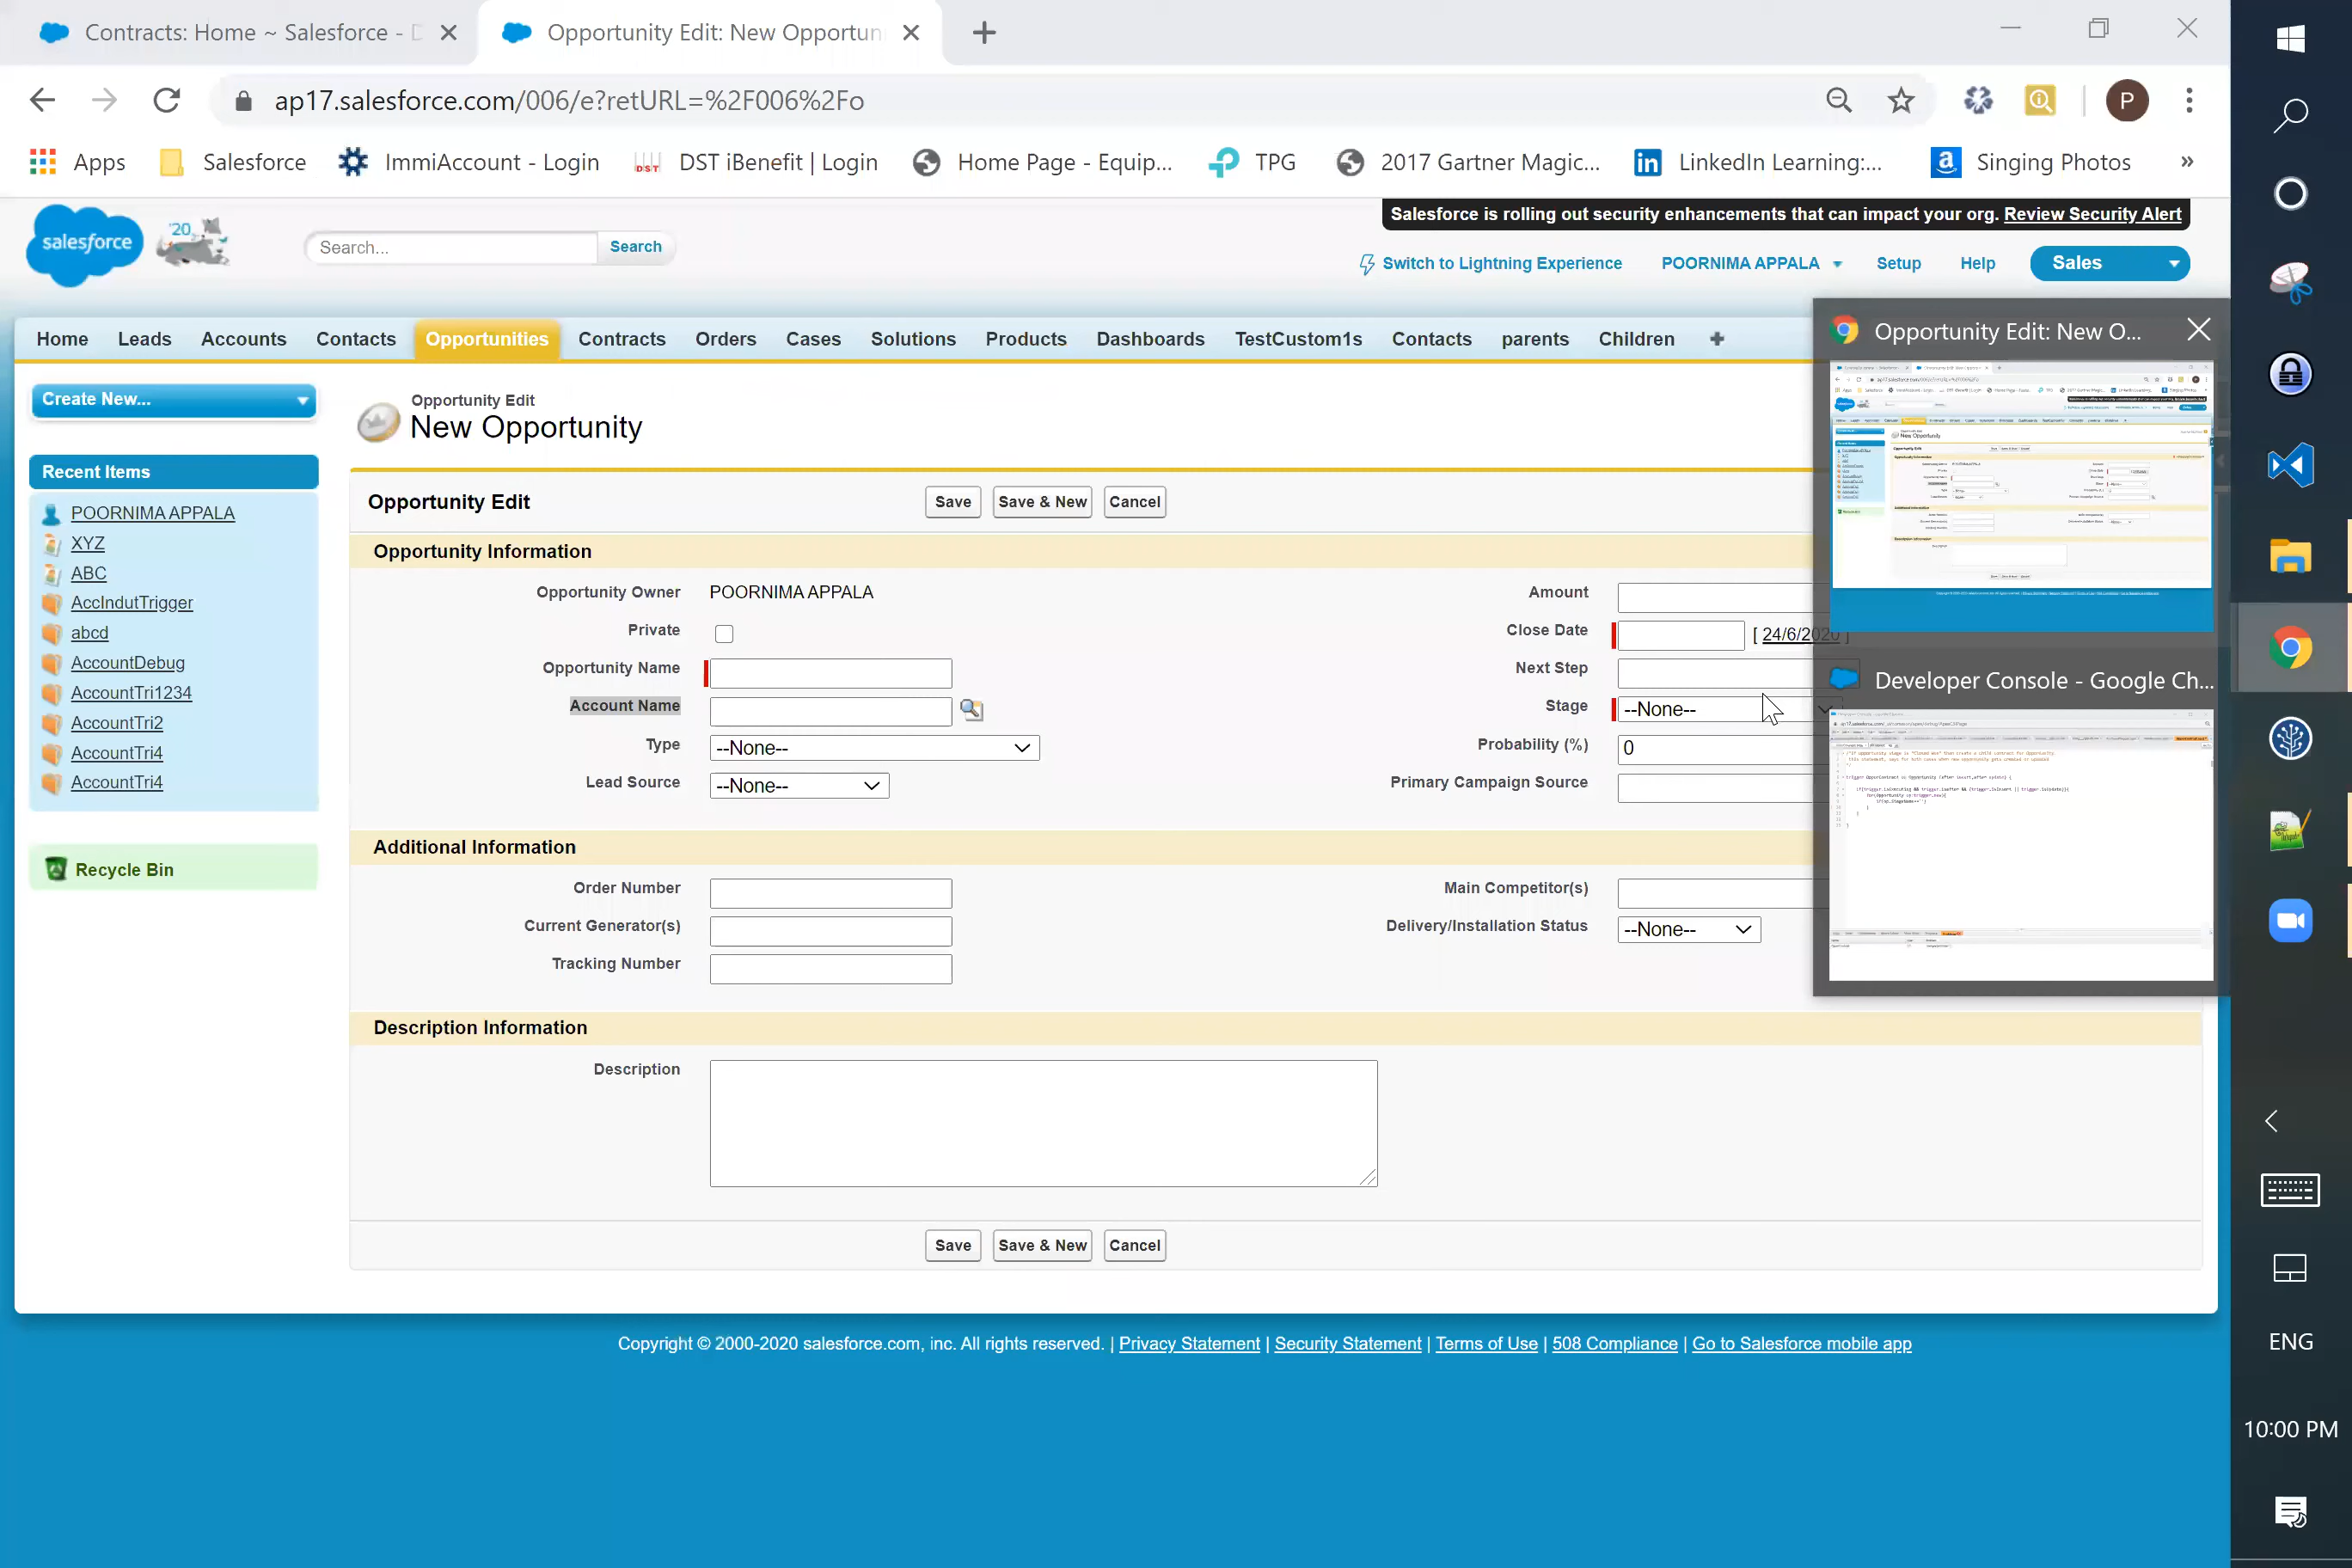 Contracts: Home ~ Salesforce - D
Opportunity Edit: New Opportun
ap17.salesforce.com/006/e?retURL=%2F006%2Fo
P
Apps
Salesforce
ImmiAccount - Login
DST
DST iBenefit | Login
Home Page - Equip...
TPG
2017 Gartner Magic...
in
LinkedIn Learning:...
a
Singing Photos
»
salesforce
'20
Search...
Search
Salesforce is rolling out security enhancements that can impact your org. Review Security Alert
Switch to Lightning Experience
POORNIMA APPALA
Setup
Help
Sales
Home
Leads
Accounts
Contacts
Opportunities
Contracts
Orders
Cases
Solutions
Products
Dashboards
TestCustom1s
Contacts
parents
Children
Create New...
Recent Items
POORNIMA APPALA
XYZ
ABC
AccIndutTrigger
abcd
AccountDebug
AccountTri1234
AccountTri2
AccountTri4
AccountTri4
Recycle Bin
Opportunity Edit
New Opportunity
Opportunity Edit
Save
Save & New
Cancel
Opportunity Information
Opportunity Owner
POORNIMA APPALA
Private
Opportunity Name
Account Name
Type
--None--
Lead Source
--None--
Amount
Close Date
[ 24/6/2020 ]
Next Step
Stage
--None--
Probability (%)
0
Primary Campaign Source
Additional Information
Order Number
Current Generator(s)
Tracking Number
Main Competitor(s)
Delivery/Installation Status
--None--
Description Information
Description
Save
Save & New
Cancel
Copyright © 2000-2020 salesforce.com, inc. All rights reserved. | Privacy Statement | Security Statement | Terms of Use | 508 Compliance | Go to Salesforce mobile app
Opportunity Edit: New O...
Developer Console - Google Ch...
ENG
10:00 PM